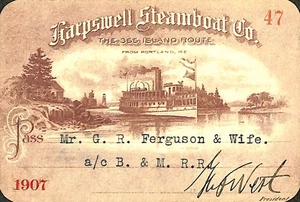 Harpswell Steamboat Co. 47
THE 365 ISLAND ROUTE
FROM PORTLAND, ME
Pass Mr. G. R. Ferguson & Wife.
a/c B. & M. R.R.
1907
President